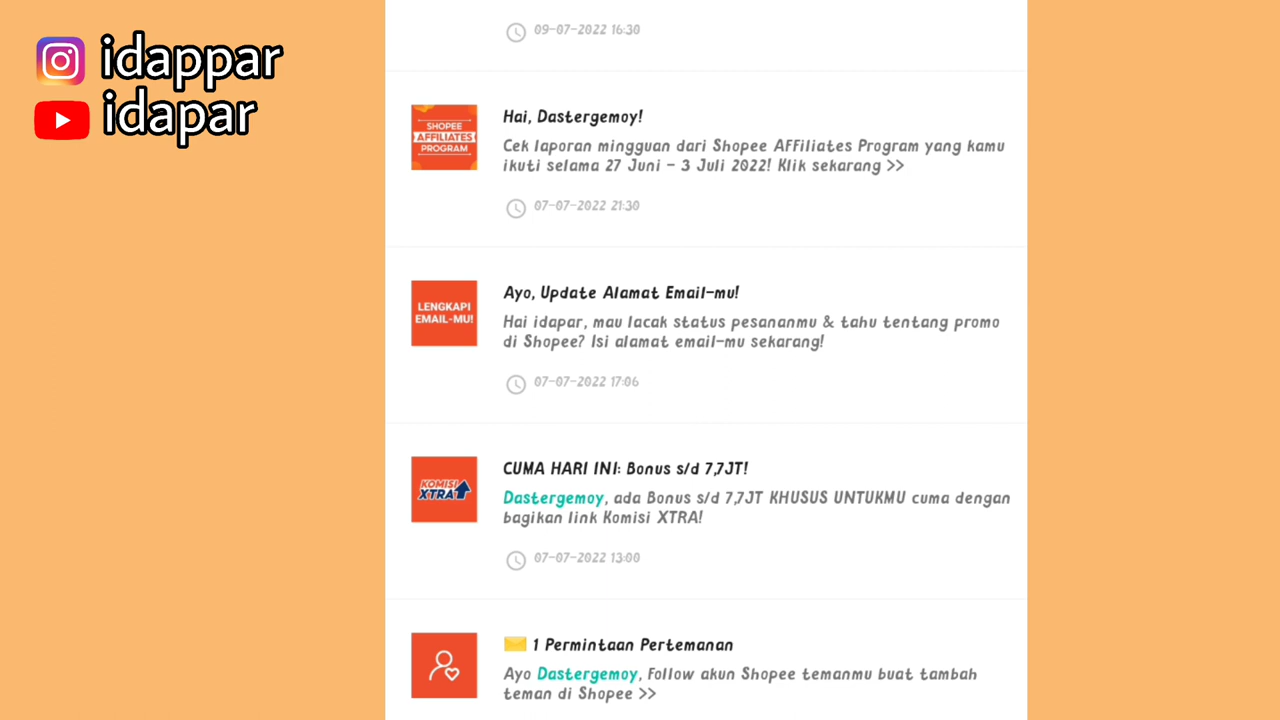 idappar
idapar
09-07-2022 16:30
SHOPEE
AFFILIATES
PROGRAM
Hai, Dastergemoy!
Cek laporan mingguan dari Shopee Affiliates Program yang kamu
ikuti selama 27 Juni - 3 Juli 2022! Klik sekarang >>
07-07-2022 21:30
LENGKAPI
EMAIL-MU!
Ayo, Update Alamat Email-mu!
Hai idapar, mau lacak status pesananmu & tahu tentang promo
di Shopee? Isi alamat email-mu sekarang!
07-07-2022 17:06
KOMISI
XTRA
CUMA HARI INI: Bonus s/d 7,7JT!
Dastergemoy, ada Bonus s/d 7,7JT KHUSUS UNTUKMU cuma dengan
bagikan link Komisi XTRA!
07-07-2022 13:00
1 Permintaan Pertemanan
Ayo Dastergemoy, Follow akun Shopee temanmu buat tambah
teman di Shopee >>